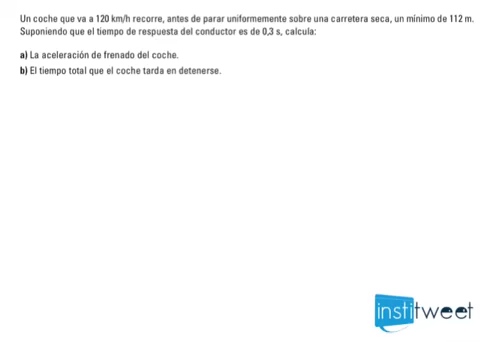 Un coche que va a 120 km/h recorre, antes de parar uniformemente sobre una carretera seca, un mínimo de 112 m.
Suponiendo que el tiempo de respuesta del conductor es de 0,3 s, calcula:
a) La aceleración de frenado del coche.
b) El tiempo total que el coche tarda en detenerse.
institweet